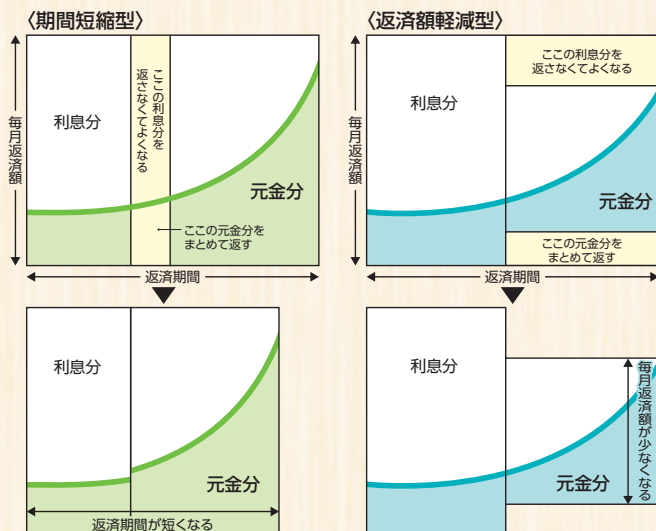 〈期間短縮型〉
毎月返済額
利息分
ここの利息分を
返さなくてよくなる
元金分
ここの元金分を
まとめて返す
返済期間
利息分
元金分
返済期間が短くなる
〈返済額軽減型〉
毎月返済額
ここの利息分を
返さなくてよくなる
利息分
元金分
ここの元金分を
まとめて返す
返済期間
利息分
毎月返済額が少なくなる
元金分